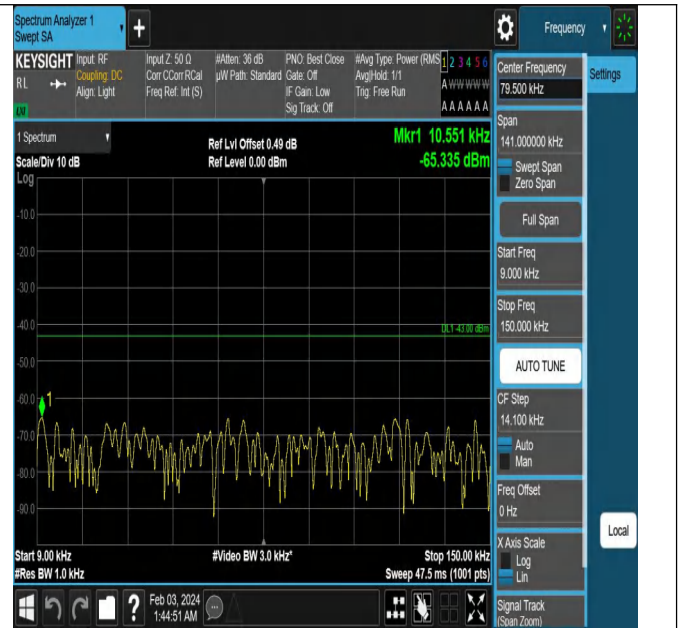 Spectrum Analyzer 1
Swept SA
+
Frequency
KEYSIGHT
RL
Input: RF
Coupling: DC
Align: Light
Input Z: 50 Ω
Corr CCorr RCal
Freq Ref: Int (S)
#Atten: 36 dB
µW Path: Standard
PNO: Best Close
Gate: Off
IF Gain: Low
Sig Track: Off
#Avg Type: Power (RMS
Avg|Hold: 1/1
Trig: Free Run
1 2 3 4 5 6
A W W W W W
A A A A A A
Center Frequency
79.500 kHz
Settings
Span
141.000000 kHz
Swept Span
Zero Span
Full Span
Start Freq
9.000 kHz
Stop Freq
150.000 kHz
AUTO TUNE
CF Step
14.100 kHz
Auto
Man
Freq Offset
0 Hz
X Axis Scale
Log
Lin
Signal Track
(Span Zoom)
Local
1 Spectrum
Scale/Div 10 dB
Log
Ref Lvl Offset 0.49 dB
Ref Level 0.00 dBm
Mkr1 10.551 kHz
-65.335 dBm
-10.0
-20.0
-30.0
-40.0
DL1 -43.00 dBm
-50.0
-60.0
1
-70.0
-80.0
-90.0
Start 9.00 kHz
#Res BW 1.0 kHz
#Video BW 3.0 kHz*
Stop 150.00 kHz
Sweep 47.5 ms (1001 pts)
?
Feb 03, 2024
1:44:51 AM